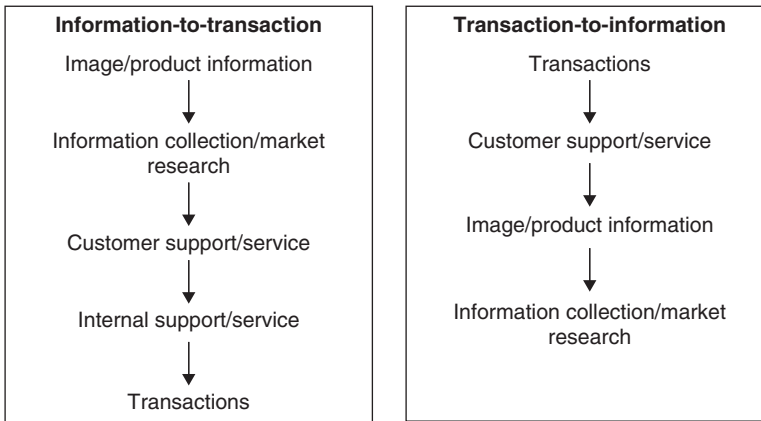 Information-to-transaction
Image/product information
Information collection/market
research
Customer support/service
Internal support/service
Transactions
Transaction-to-information
Transactions
Customer support/service
Image/product information
Information collection/market
research